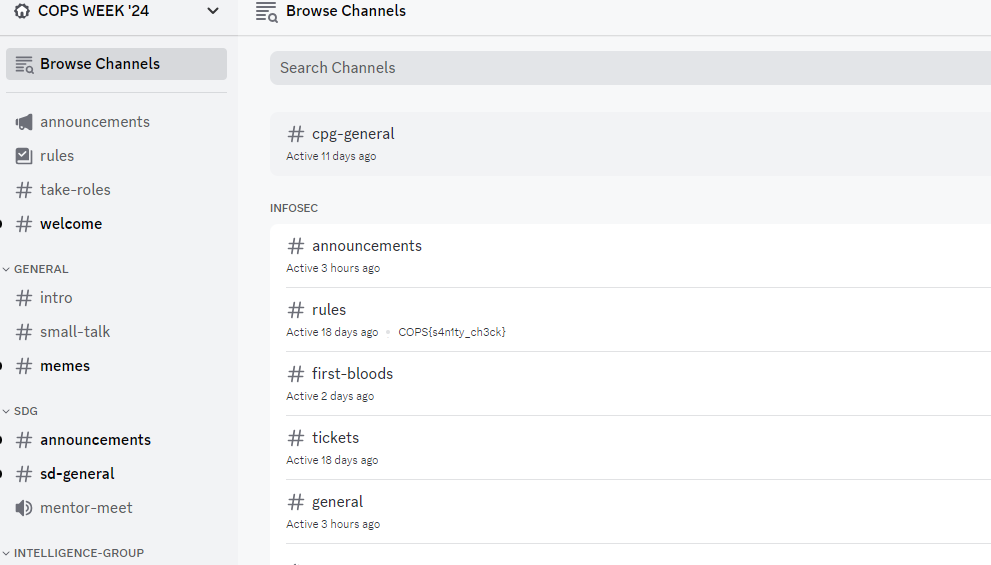 COPS WEEK '24
Browse Channels
announcements
rules
take-roles
welcome
GENERAL
intro
small-talk
memes
SDG
announcements
sd-general
mentor-meet
INTELLIGENCE-GROUP
Browse Channels
Search Channels
# cpg-general
Active 11 days ago
INFOSEC
# announcements
Active 3 hours ago
# rules
Active 18 days ago • COPS{s4n1ty_ch3ck}
# first-bloods
Active 2 days ago
# tickets
Active 18 days ago
# general
Active 3 hours ago